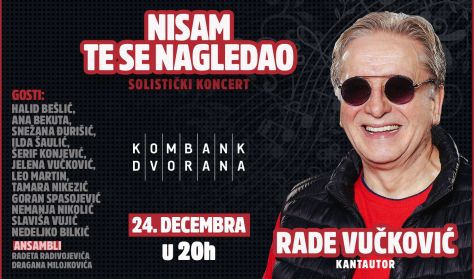 NISAM
TE SE NAGLEDAO
SOLISTIČKI KONCERT
GOSTI:
HALID BEŠLIĆ,
ANA BEKUTA,
SNEŽANA ĐURIŠIĆ,
ILDA ŠAULIĆ,
ŠERIF KONJEVIĆ,
JELENA VUČKOVIĆ,
LEO MARTIN,
TAMARA NIKEZIĆ
GORAN SPASOJEVIĆ
NEMANJA NIKOLIĆ
SLAVIŠA VUJIĆ
NEDELJKO BILKIĆ
ANSAMBLI
RADETA RADIVOJEVIĆA
DRAGANA MILOJKOVIĆA
KOMBANK
DVORANA
24. DECEMBRA
U 20h
RADE VUČKOVIĆ
KANTAUTOR